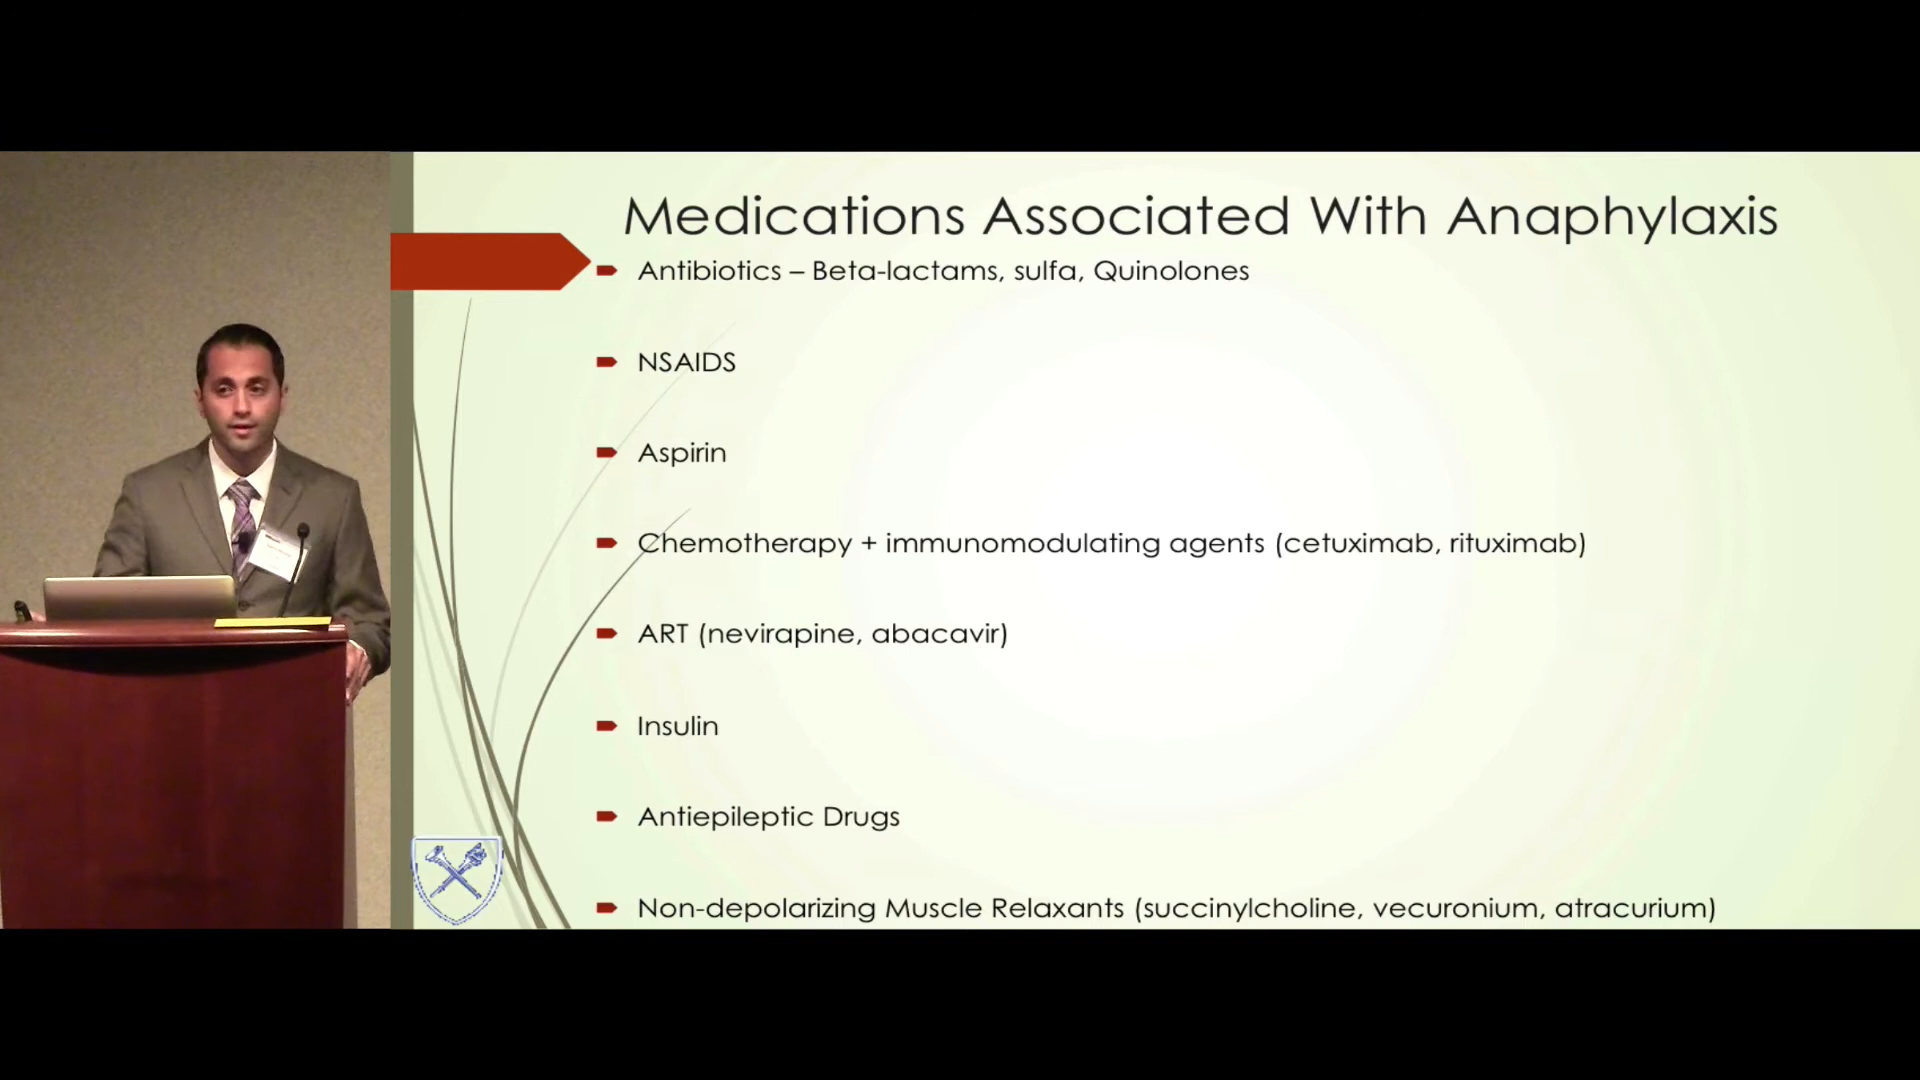 Medications Associated With Anaphylaxis
Antibiotics – Beta-lactams, sulfa, Quinolones
NSAIDS
Aspirin
Chemotherapy + immunomodulating agents (cetuximab, rituximab)
ART (nevirapine, abacavir)
Insulin
Antiepileptic Drugs
Non-depolarizing Muscle Relaxants (succinylcholine, vecuronium, atracurium)